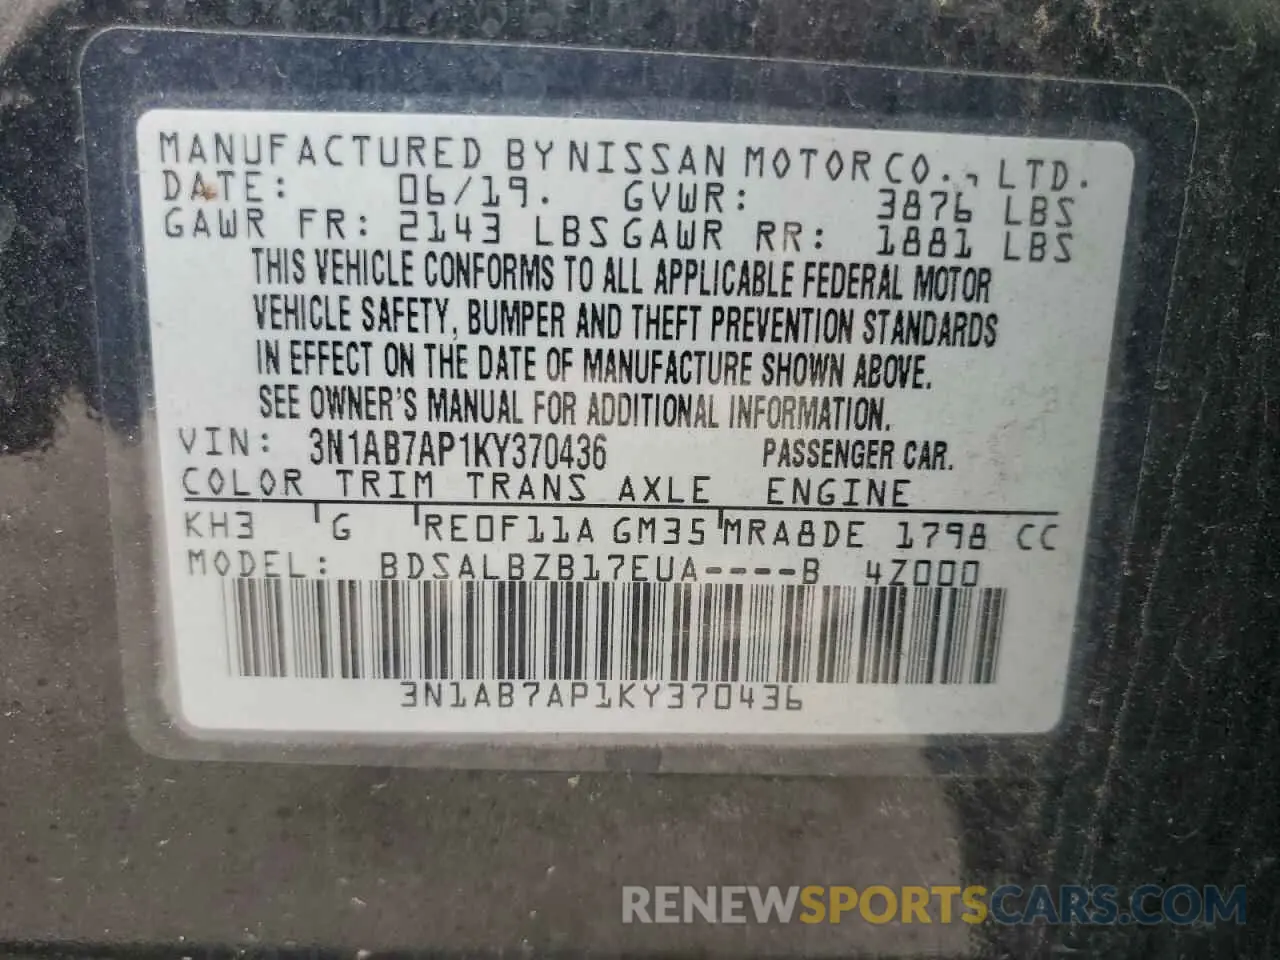 MANUFACTURED BY NISSAN MOTOR CO., LTD.
DATE: 06/19. GVWR: 3876 LBS
GAWR FR: 2143 LBS GAWR RR: 1881 LBS
THIS VEHICLE CONFORMS TO ALL APPLICABLE FEDERAL MOTOR
VEHICLE SAFETY, BUMPER AND THEFT PREVENTION STANDARDS
IN EFFECT ON THE DATE OF MANUFACTURE SHOWN ABOVE.
SEE OWNER'S MANUAL FOR ADDITIONAL INFORMATION.
VIN: 3N1AB7AP1KY370436 PASSENGER CAR.
COLOR TRIM TRANS AXLE ENGINE
KH3 G RE0F11A GM35 MRA8DE 1798 CC
MODEL: BDSALBZB17EUA----B 4Z000
3N1AB7AP1KY370436
RENEWSPORTSCARS.COM